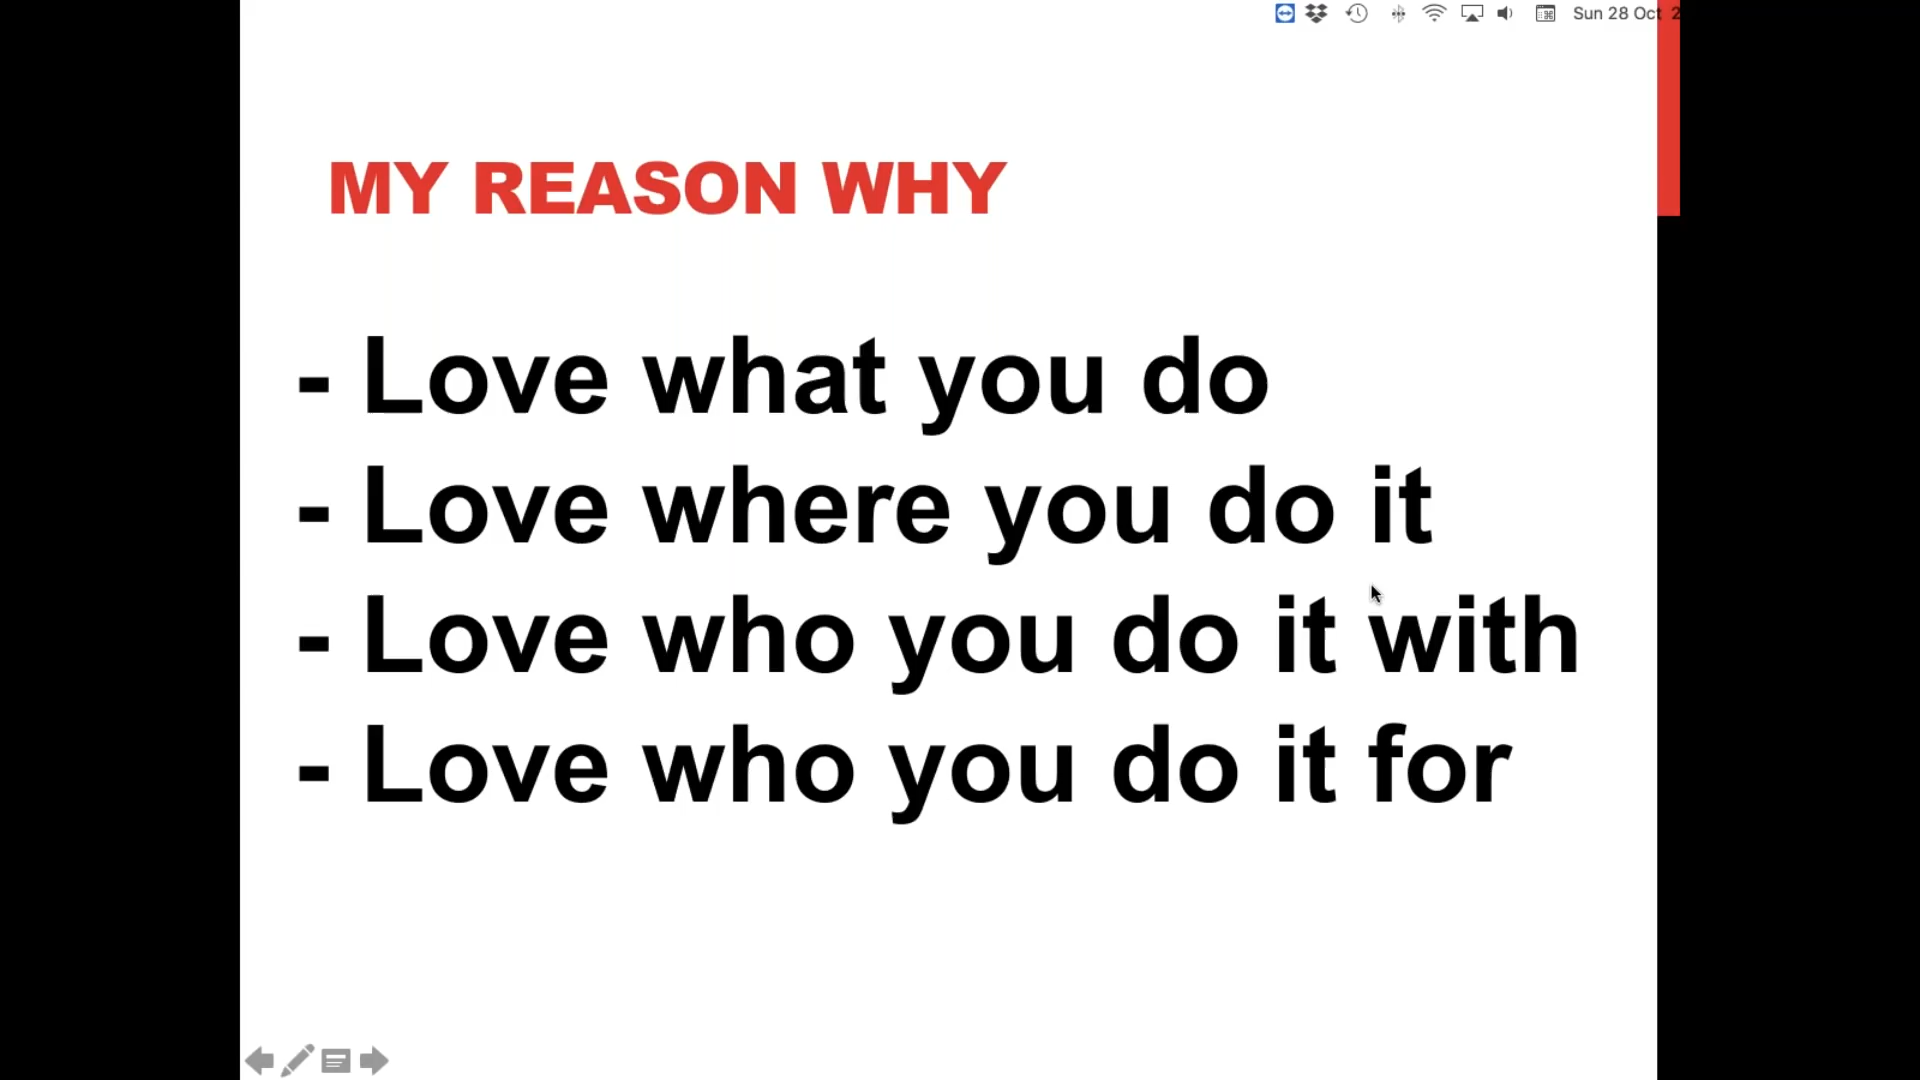 Sun 28 Oct 2
MY REASON WHY
- Love what you do
- Love where you do it
- Love who you do it with
- Love who you do it for